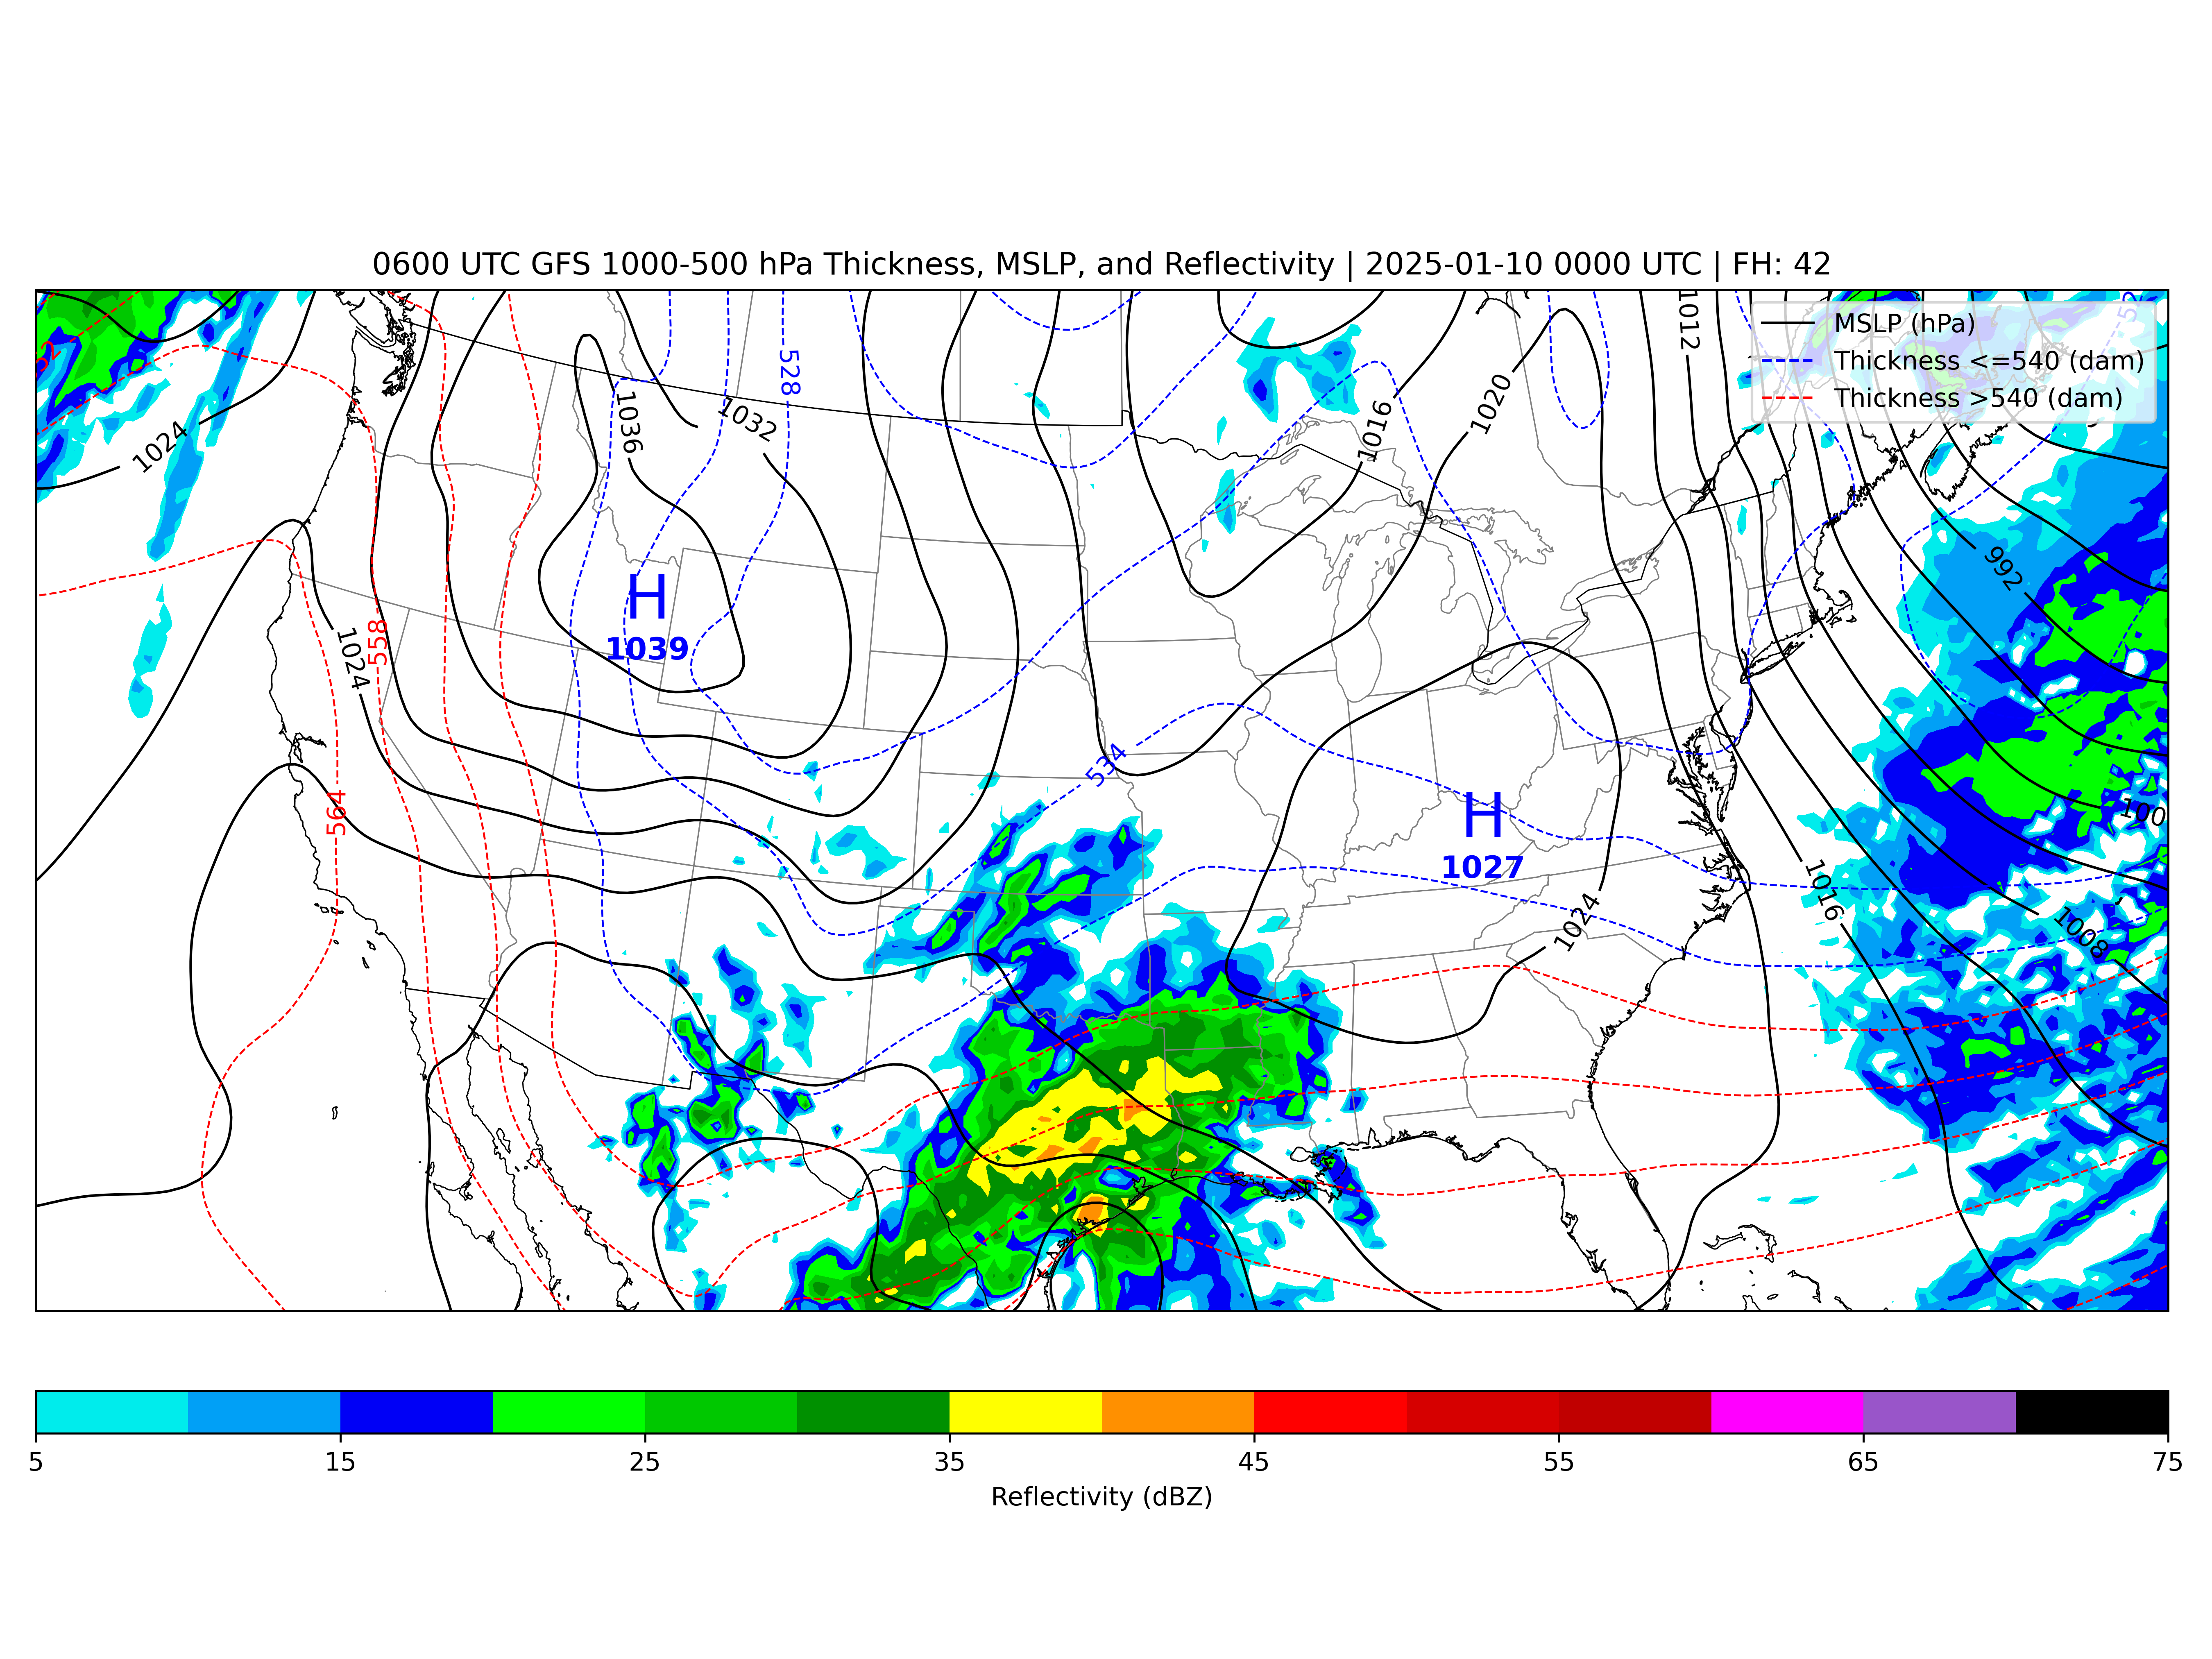 0600 UTC GFS 1000-500 hPa Thickness, MSLP, and Reflectivity | 2025-01-10 0000 UTC | FH: 42
MSLP (hPa)
Thickness <=540 (dam)
Thickness >540 (dam)
1012
528
1036
1032
1024
1016
1020
992
H
1039
1024
558
564
534
H
1027
100
1016
1024
1008
5 15 25 35 45 55 65 75
Reflectivity (dBZ)